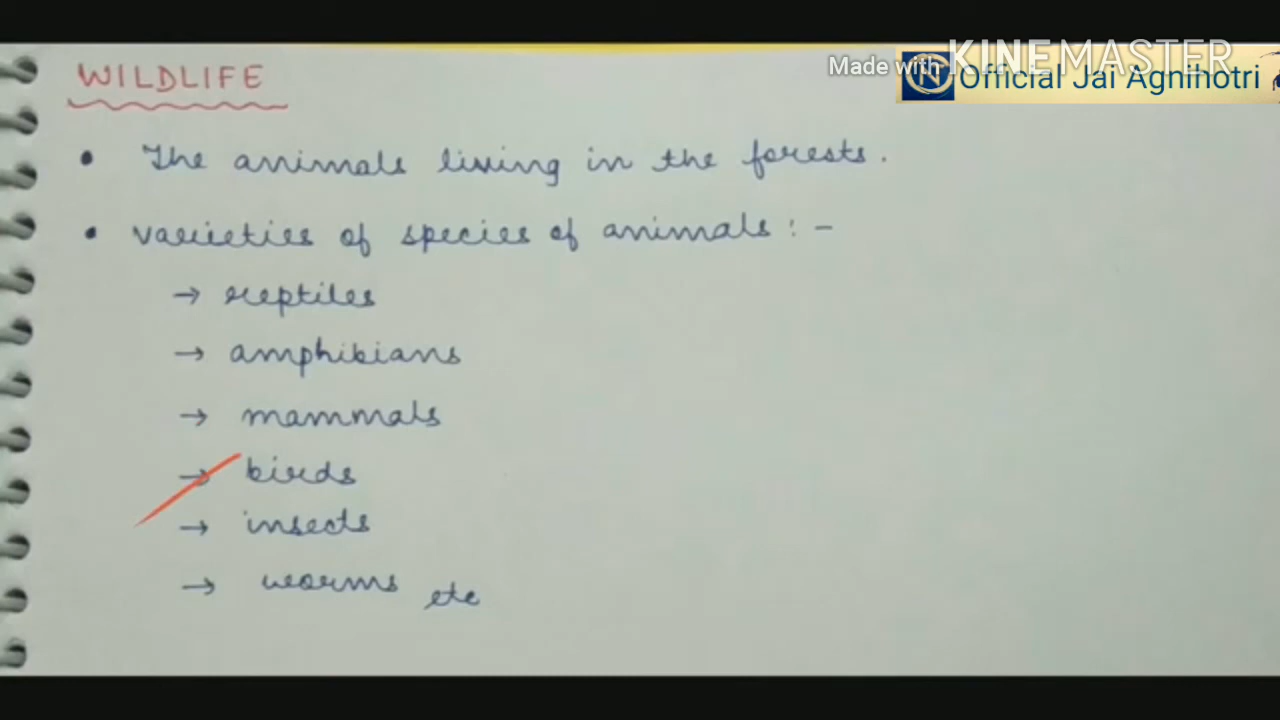 WILDLIFE
Made with KINEMASTER
Official Jai Agnihotri
• The animals living in the forests.
• varieties of species of animals : -
→ reptiles
→ amphibians
→ mammals
→ birds
→ insects
→ worms etc